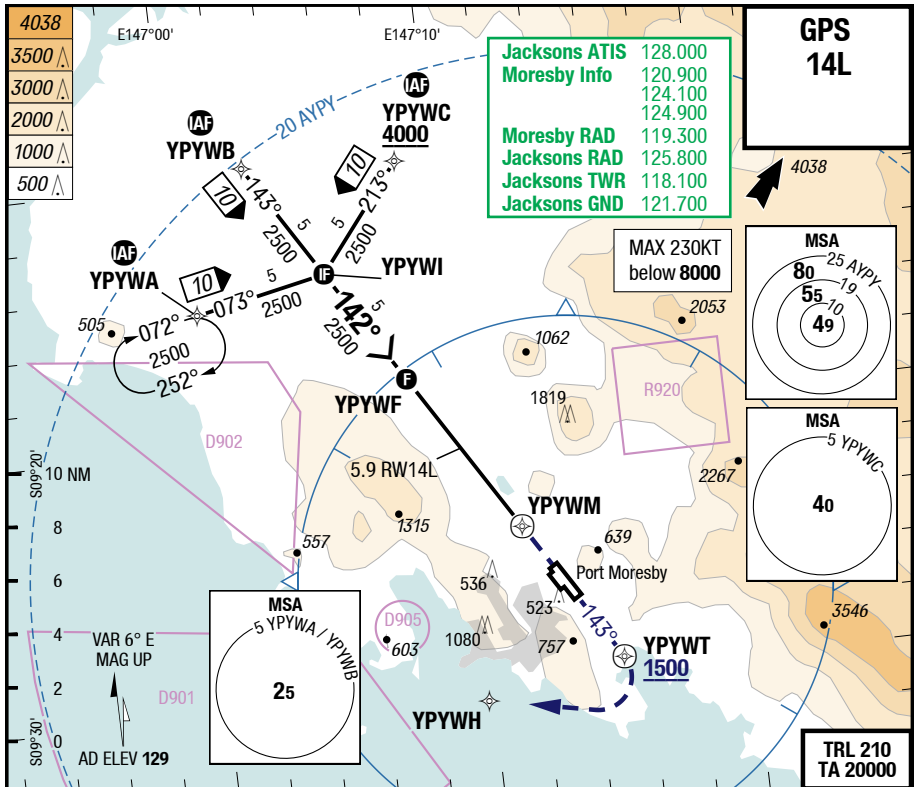 4038
3500
3000
2000
1000
500
E147°00'
E147°10'
GPS
14L
Jacksons ATIS 128.000
Moresby Info 120.900
124.100
124.900
Moresby RAD 119.300
Jacksons RAD 125.800
Jacksons TWR 118.100
Jacksons GND 121.700
4038
20 AYPY
IAF
YPYWC
4000
IAF
YPYWB
10
143°
5
2500
10
213°
5
2500
IF
YPYWI
IAF
YPYWA
10
073°
5
2500
505
072°
2500
252°
142°
5
2500
F
YPYWF
MAX 230KT
below 8000
2053
1062
1819
R920
2267
MSA
25 AYPY
80
19
55
10
49
MSA
5 YPYWC
40
D902
S09°20'
10 NM
8
6
4
2
0
S09°30'
5.9 RW14L
1315
557
YPYWM
639
Port Moresby
536
523
1080
757
143°
YPYWT
1500
3546
D905
603
MSA
5 YPYWA / YPYWB
25
VAR 6° E
MAG UP
D901
AD ELEV 129
YPYWH
TRL 210
TA 20000